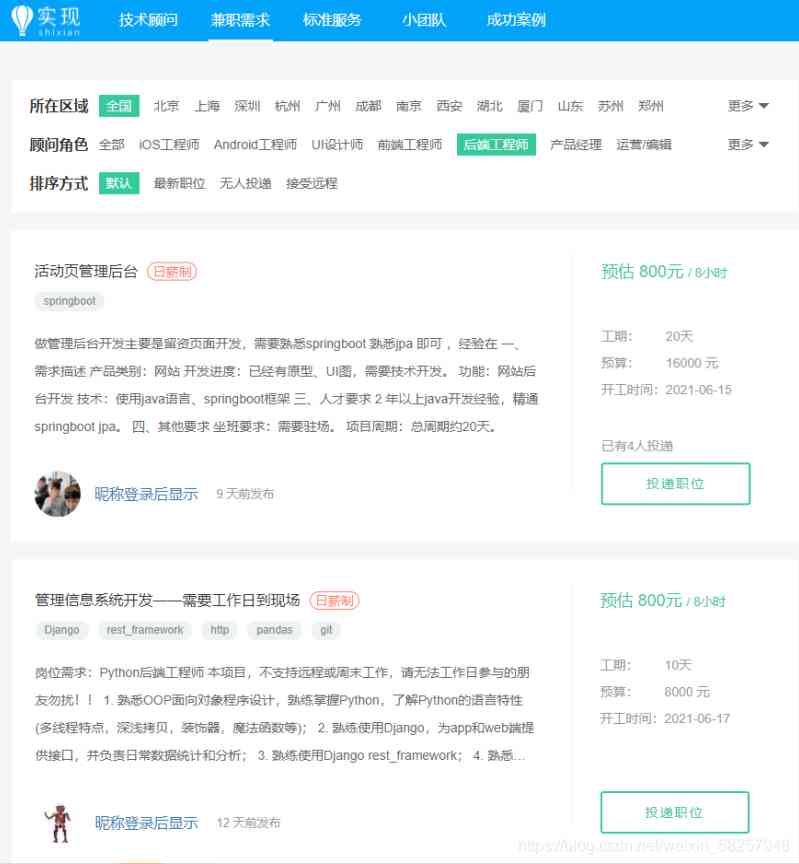 实现 shixian 技术顾问 兼职需求 标准服务 小团队 成功案例
所在区域 全国 北京 上海 深圳 杭州 广州 成都 南京 西安 湖北 厦门 山东 苏州 郑州 更多
顾问角色 全部 iOS工程师 Android工程师 UI设计师 前端工程师 后端工程师 产品经理 运营/编辑 更多
排序方式 默认 最新职位 无人投递 接受远程
活动页管理后台 日薪制
springboot
做管理后台开发主要是留资页面开发，需要熟悉springboot 熟悉jpa 即可 ，经验在 一、
需求描述 产品类别：网站 开发进度：已经有原型、UI图，需要技术开发。 功能：网站后
台开发 技术：使用java语言、springboot框架 三、人才要求 2 年以上java开发经验，精通
springboot jpa。 四、其他要求 坐班要求：需要驻场。 项目周期：总周期约20天。
昵称登录后显示 9 天前发布
预估 800元 / 8小时
工期： 20天
预算： 16000 元
开工时间：2021-06-15
已有4人投递
投递职位
管理信息系统开发——需要工作日到现场 日薪制
Django rest_framework http pandas git
岗位需求：Python后端工程师 本项目，不支持远程或周末工作，请无法工作日参与的朋
友勿扰！！ 1. 熟悉OOP面向对象程序设计，熟练掌握Python，了解Python的语言特性
(多线程特点，深浅拷贝，装饰器，魔法函数等)； 2. 熟练使用Django，为app和web端提
供接口，并负责日常数据统计和分析； 3. 熟练使用Django rest_framework； 4. 熟悉...
昵称登录后显示 12 天前发布
预估 800元 / 8小时
工期： 10天
预算： 8000 元
开工时间：2021-06-17
投递职位
https://blog.csdn.net/weixin_58257948